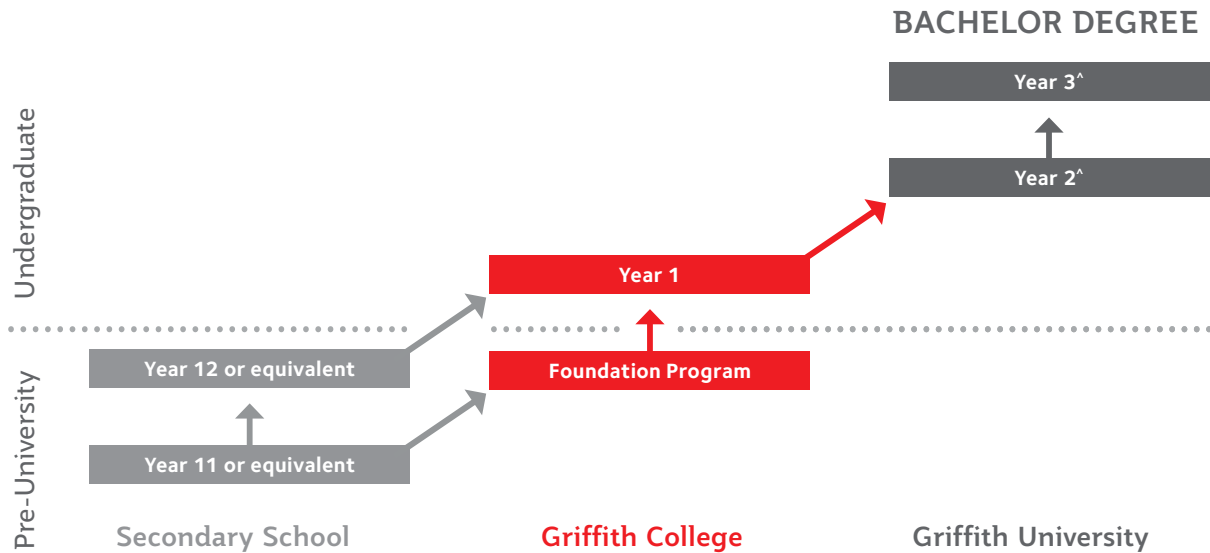 BACHELOR DEGREE
Year 3^
Year 2^
Undergraduate
Year 1
Year 12 or equivalent
Foundation Program
Year 11 or equivalent
Pre-University
Secondary School
Griffith College
Griffith University